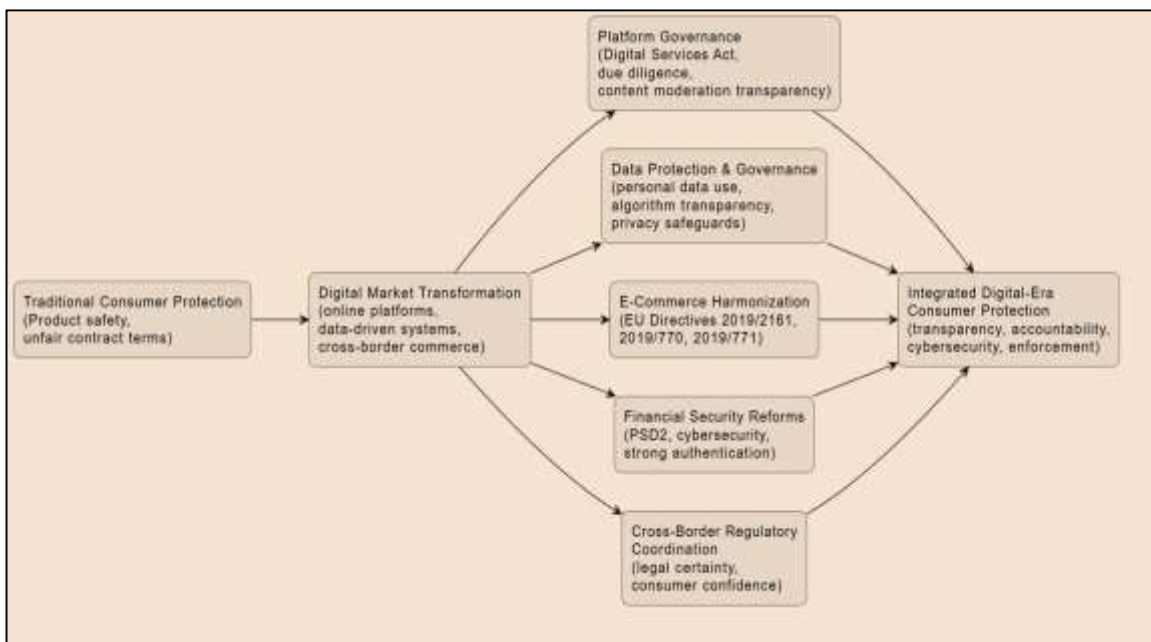 Platform Governance
(Digital Services Act,
due diligence,
content moderation transparency)
Data Protection & Governance
(personal data use,
algorithm transparency,
privacy safeguards)
Traditional Consumer Protection
(Product safety,
unfair contract terms)
Digital Market Transformation
(online platforms,
data-driven systems,
cross-border commerce)
E-Commerce Harmonization
(EU Directives 2019/2161,
2019/770, 2019/771)
Integrated Digital-Era
Consumer Protection
(transparency, accountability,
cybersecurity, enforcement)
Financial Security Reforms
(PSD2, cybersecurity,
strong authentication)
Cross-Border Regulatory
Coordination
(legal certainty,
consumer confidence)